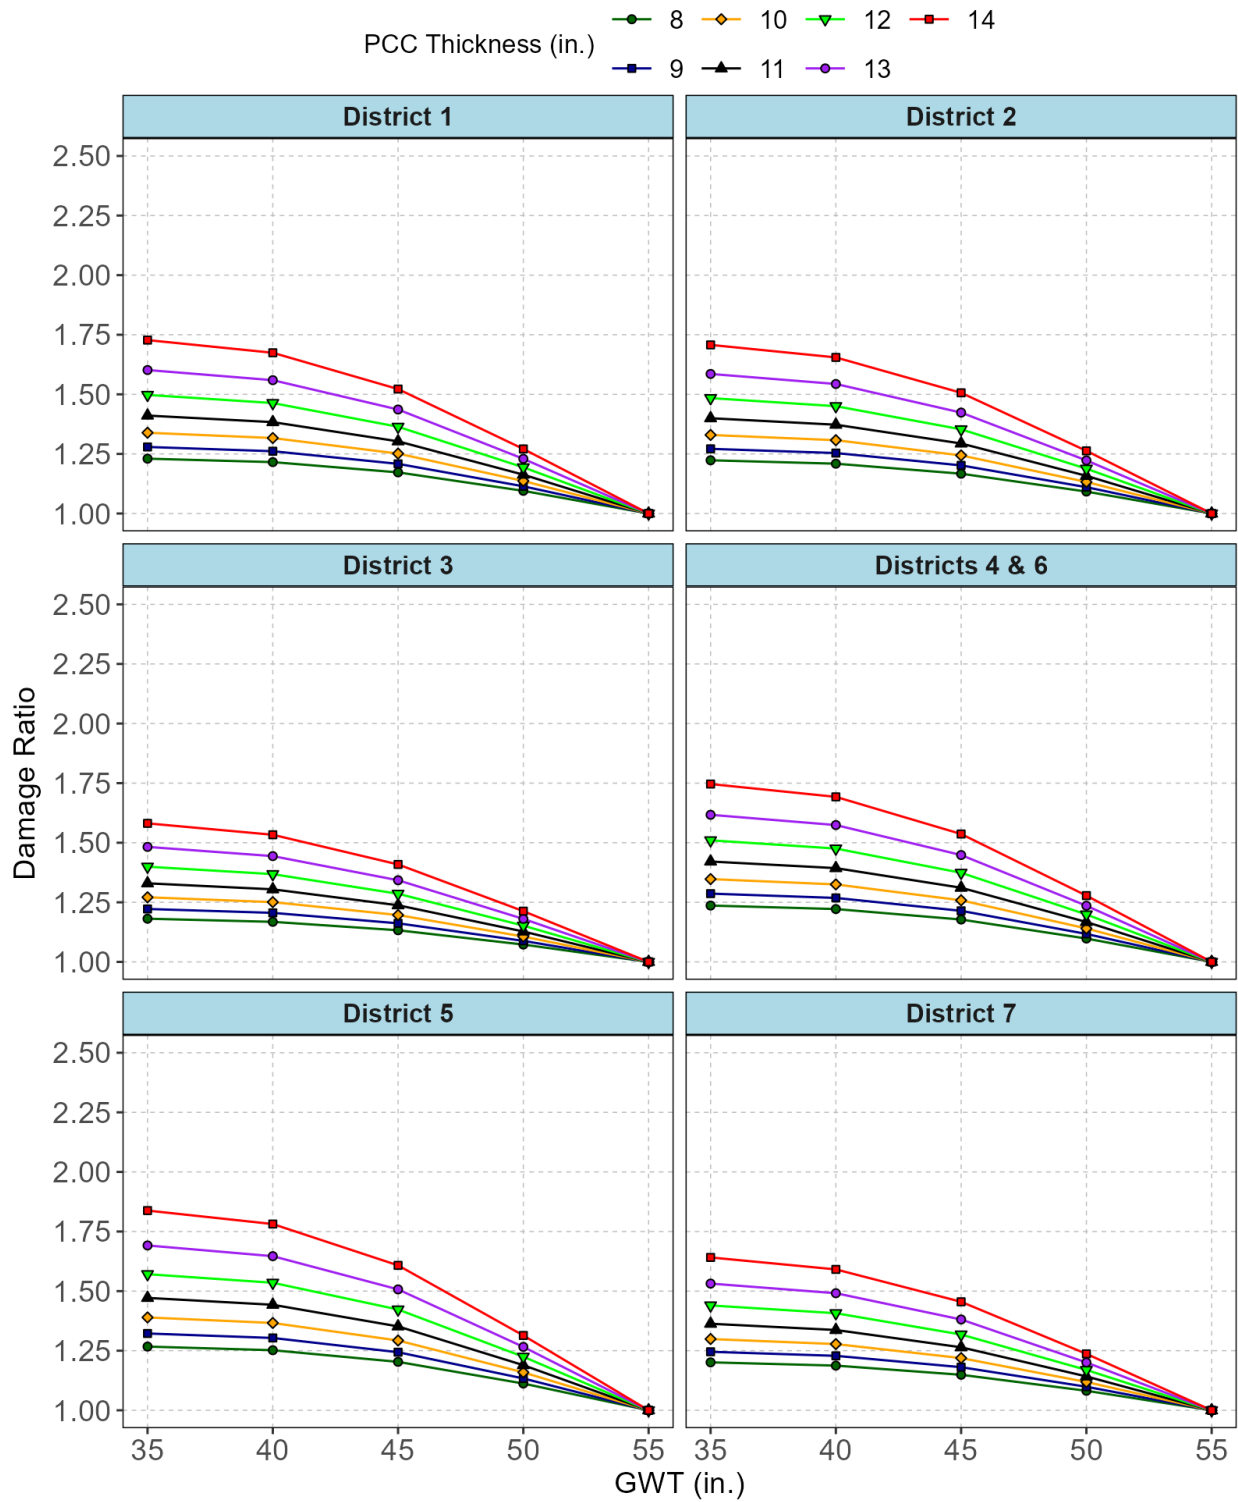 PCC Thickness (in.)
8 10 12 14
9 11 13
District 1 District 2
2.50
2.25
2.00
1.75
1.50
1.25
1.00
District 3 Districts 4 & 6
2.50
2.25
2.00
1.75
1.50
1.25
1.00
Damage Ratio
District 5 District 7
2.50
2.25
2.00
1.75
1.50
1.25
1.00
35 40 45 50 55 35 40 45 50 55
GWT (in.)